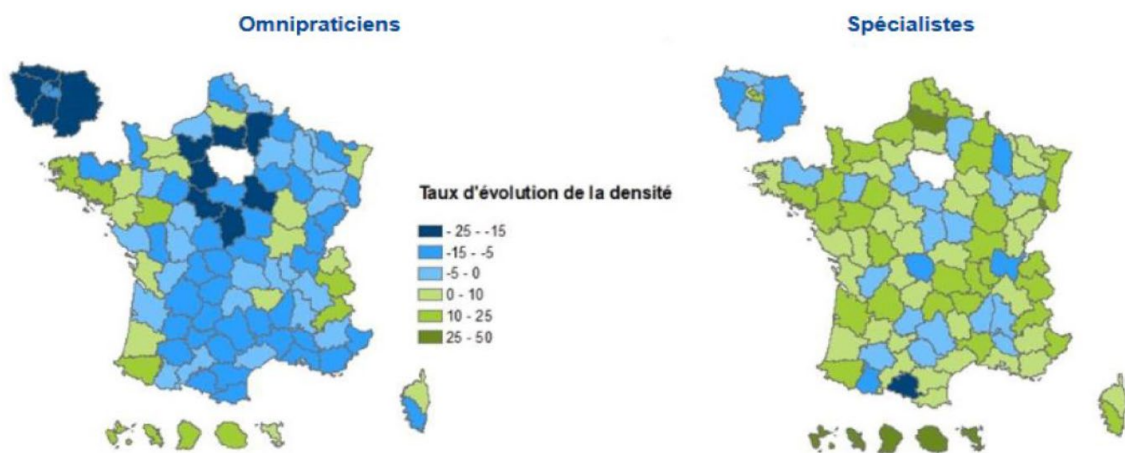 Omnipraticiens
Spécialistes
Taux d'évolution de la densité
- 25 - -15
-15 - -5
-5 - 0
0 - 10
10 - 25
25 - 50